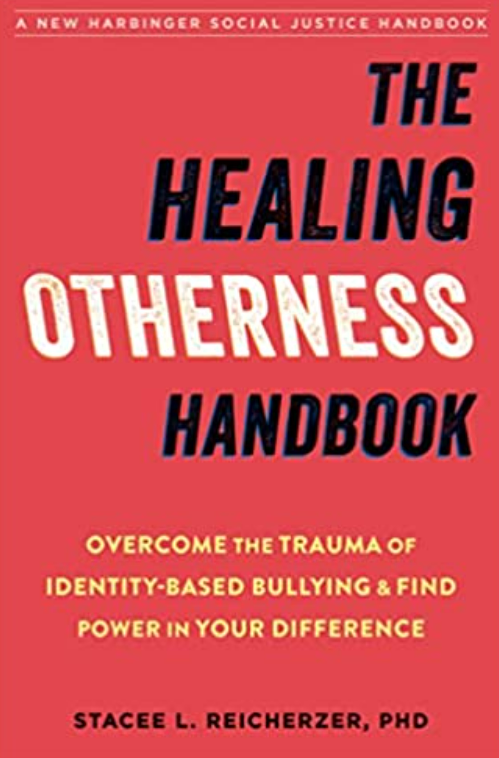 A NEW HARBINGER SOCIAL JUSTICE HANDBOOK
THE
HEALING
OTHERNESS
HANDBOOK
OVERCOME THE TRAUMA OF
IDENTITY-BASED BULLYING & FIND
POWER IN YOUR DIFFERENCE
STACEE L. REICHERZER, PHD